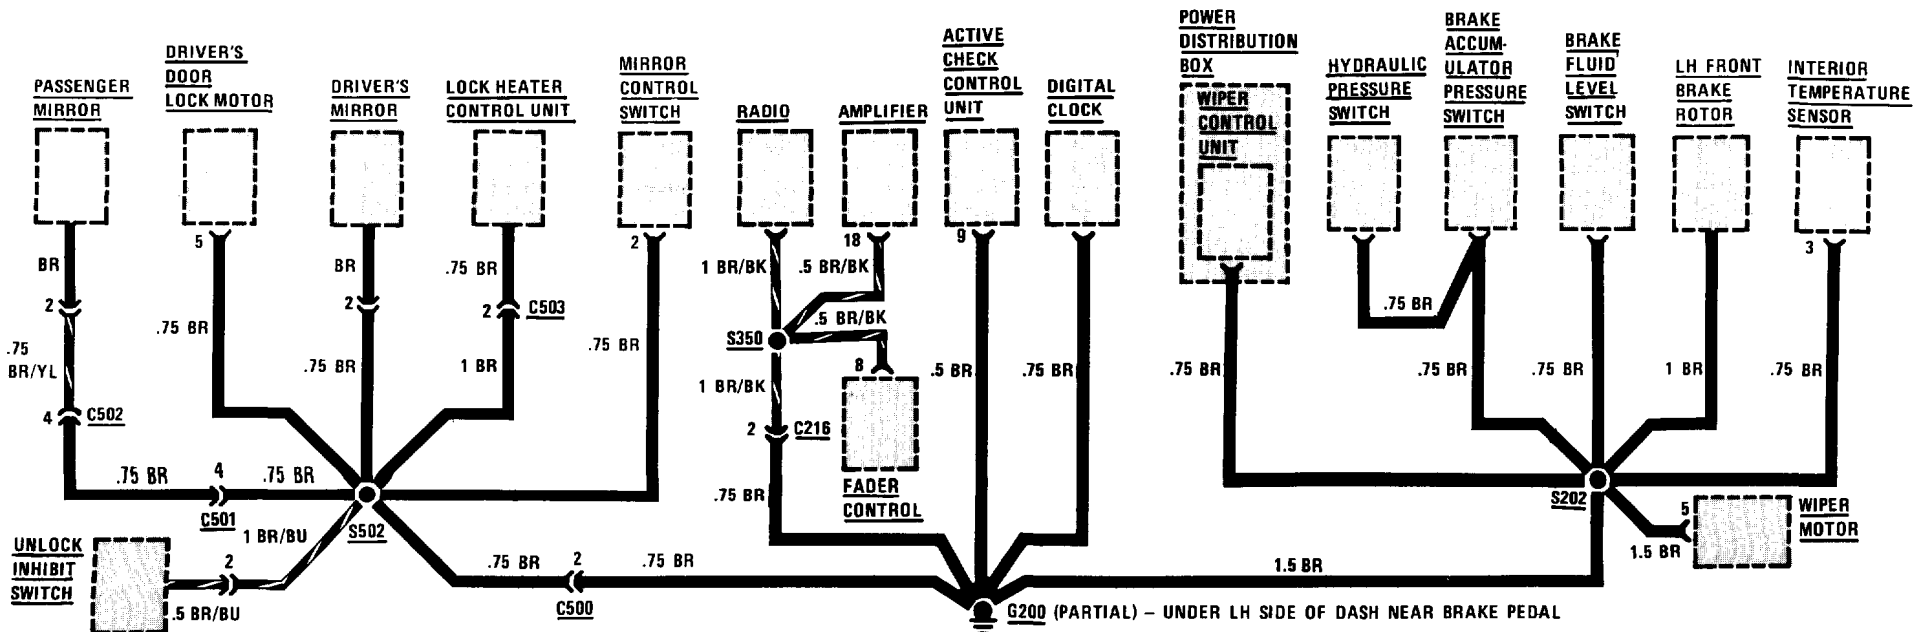 PASSENGER
MIRROR
DRIVER'S
DOOR
LOCK MOTOR
DRIVER'S
MIRROR
LOCK HEATER
CONTROL UNIT
MIRROR
CONTROL
SWITCH
RADIO
AMPLIFIER
ACTIVE
CHECK
CONTROL
UNIT
DIGITAL
CLOCK
POWER
DISTRIBUTION
BOX
WIPER
CONTROL
UNIT
HYDRAULIC
PRESSURE
SWITCH
BRAKE
ACCUM-
ULATOR
PRESSURE
SWITCH
BRAKE
FLUID
LEVEL
SWITCH
LH FRONT
BRAKE
ROTOR
INTERIOR
TEMPERATURE
SENSOR
5
2
18
9
3
BR
BR
.75 BR
1 BR/BK
.5 BR/BK
2
2
2
C503
.75 BR
.5 BR/BK
.75 BR
.75 BR
S350
.75
BR/YL
.75 BR
1 BR
8
1 BR/BK
.5 BR
.75 BR
.75 BR
.75 BR
.75 BR
1 BR
.75 BR
4
C502
2
C216
.75 BR
4
.75 BR
C501
S502
.75 BR
FADER
CONTROL
S202
5
WIPER
MOTOR
1.5 BR
1 BR/BU
UNLOCK
INHIBIT
SWITCH
2
.5 BR/BU
.75 BR
2
.75 BR
C500
1.5 BR
G200 (PARTIAL) – UNDER LH SIDE OF DASH NEAR BRAKE PEDAL